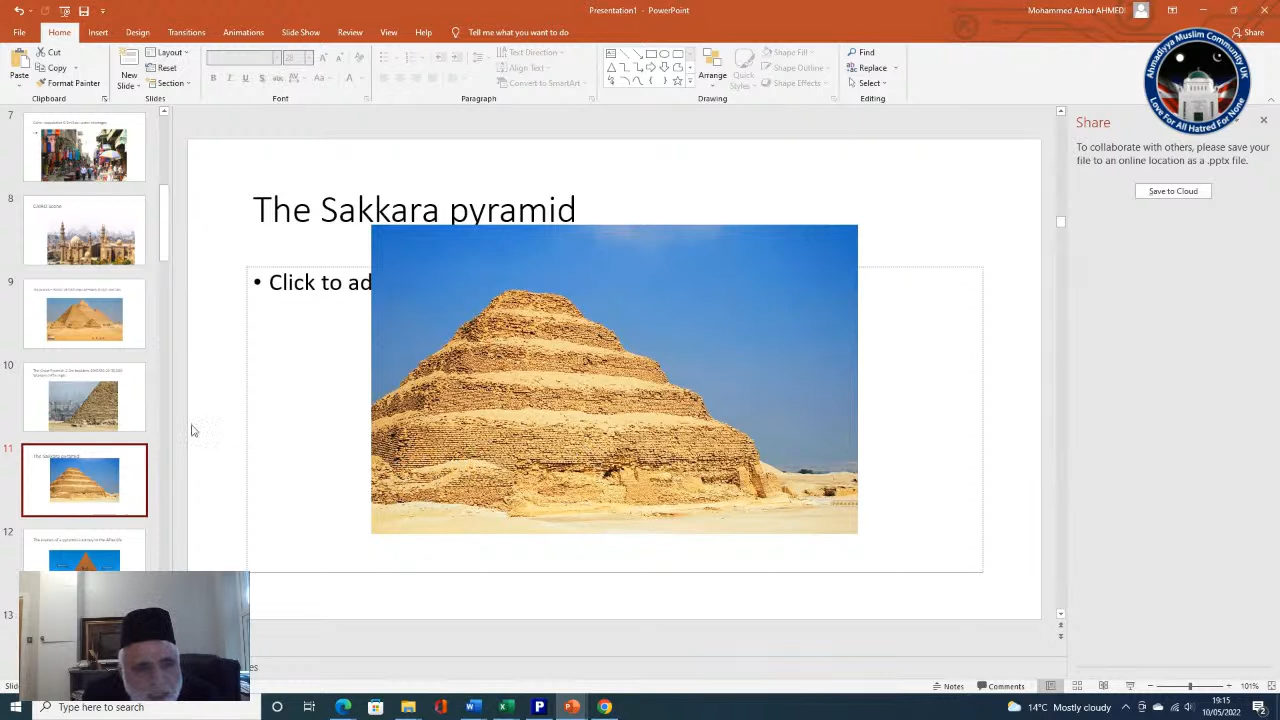 Presentation1 - PowerPoint
Mohammed Azhar AHMED
File Home Insert Design Transitions Animations Slide Show Review View Help Tell me what you want to do
Share
Paste
Cut
Copy
Format Painter
Clipboard
New
Slide
Layout
Reset
Section
Slides
28
Font
Text Direction
Align Text
Convert to SmartArt
Paragraph
Arrange
Quick
Styles
Shape Fill
Shape Outline
Shape Effects
Drawing
Find
Replace
Select
Editing
Ahmadiyya Muslim Community UK
Love For All Hatred For None
7
8
10
11
The Sakkara pyramid
12
13
The Sakkara pyramid
• Click to ad
Share
To collaborate with others, please save your
file to an online location as a .pptx file.
Save to Cloud
Notes
Comments
101%
Type here to search
14°C Mostly cloudy
19:15
10/05/2022